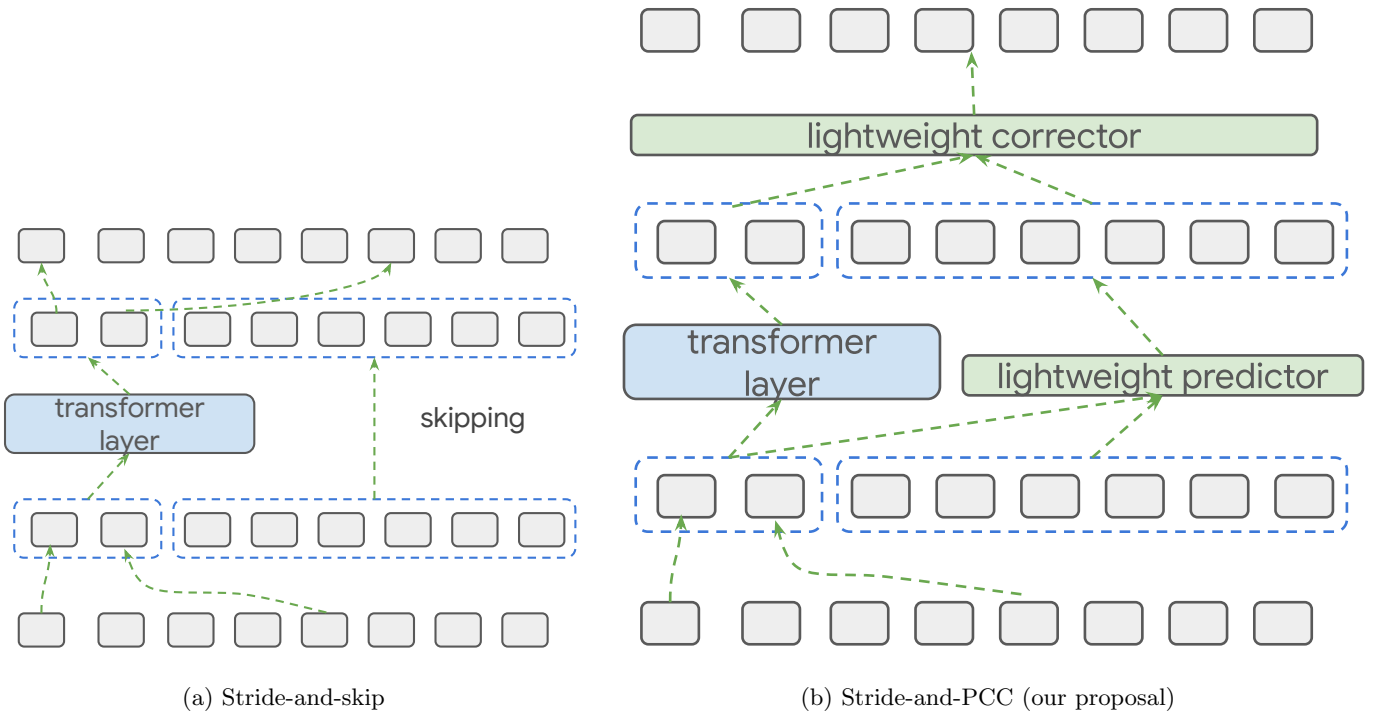 transformer
layer
skipping
(a) Stride-and-skip
lightweight corrector
transformer
layer
lightweight predictor
(b) Stride-and-PCC (our proposal)